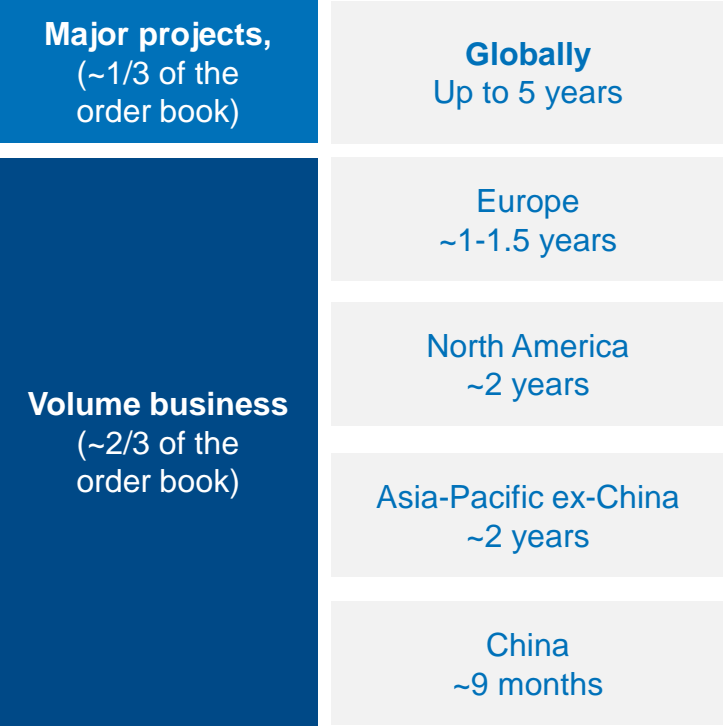 Major projects,
(~1/3 of the
order book)
Globally
Up to 5 years
Volume business
(~2/3 of the
order book)
Europe
~1-1.5 years
North America
~2 years
Asia-Pacific ex-China
~2 years
China
~9 months